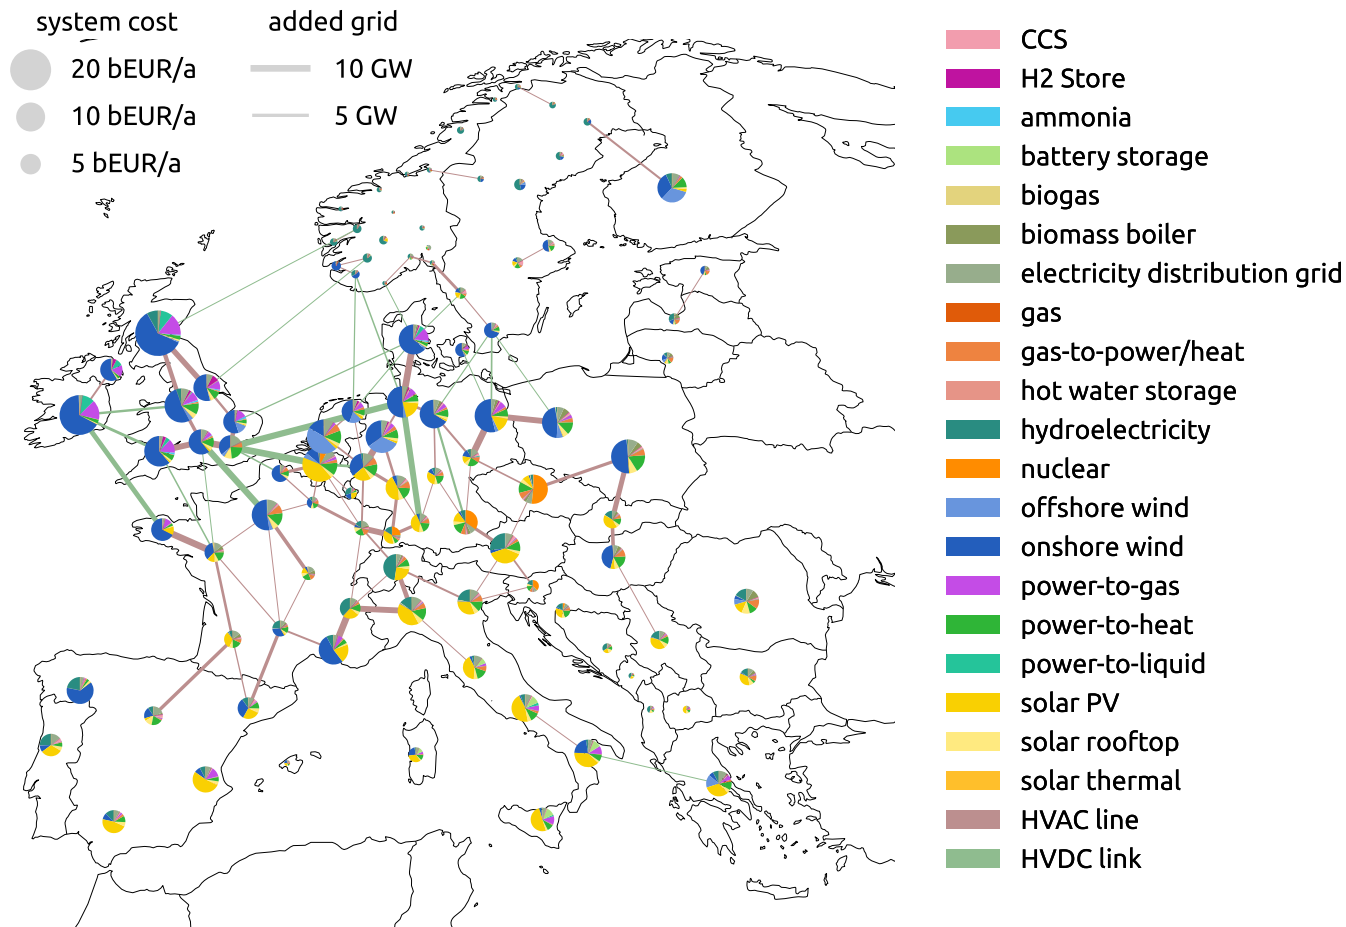 system cost
20 bEUR/a
10 bEUR/a
5 bEUR/a
added grid
10 GW
5 GW
CCS
H2 Store
ammonia
battery storage
biogas
biomass boiler
electricity distribution grid
gas
gas-to-power/heat
hot water storage
hydroelectricity
nuclear
offshore wind
onshore wind
power-to-gas
power-to-heat
power-to-liquid
solar PV
solar rooftop
solar thermal
HVAC line
HVDC link